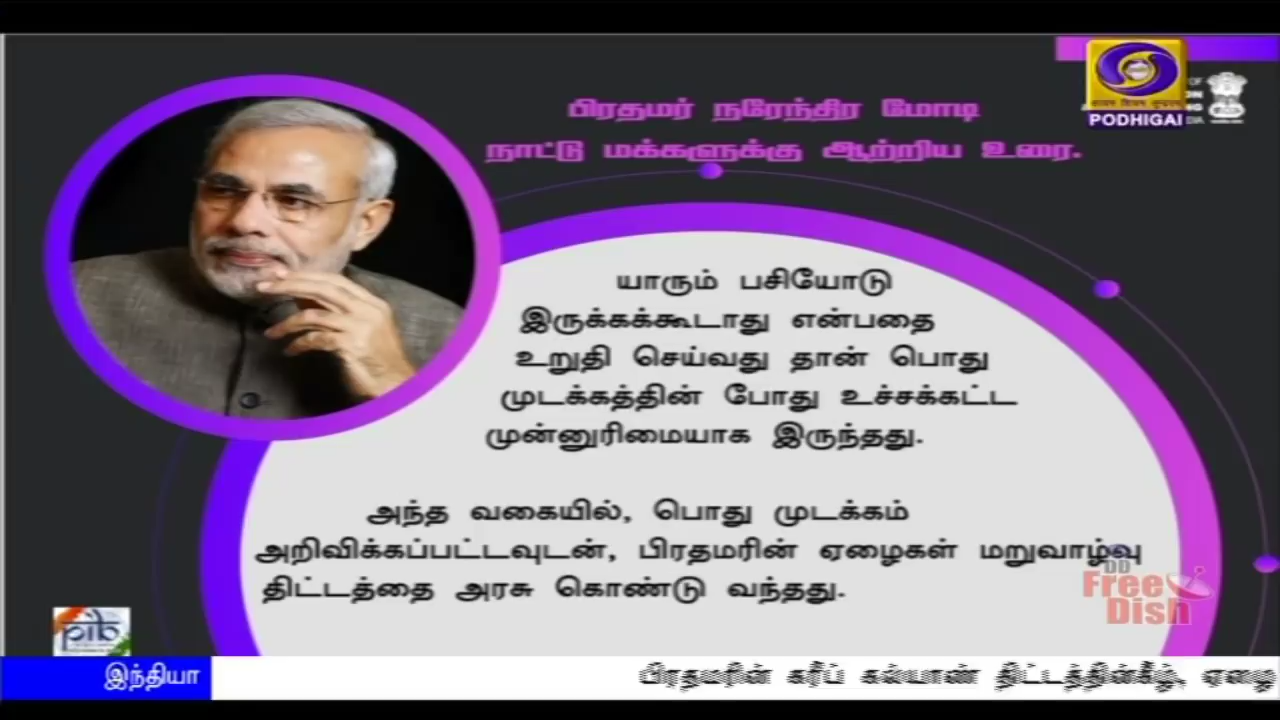 PODHIGAI
பிரதமர் நரேந்திர மோடி
நாட்டு மக்களுக்கு ஆற்றிய உரை.
யாரும் பசியோடு
இருக்கக்கூடாது என்பதை
உறுதி செய்வது தான் பொது
முடக்கத்தின் போது உச்சக்கட்ட
முன்னுரிமையாக இருந்தது.
அந்த வகையில், பொது முடக்கம்
அறிவிக்கப்பட்டவுடன், பிரதமரின் ஏழைகள் மறுவாழ்வு
திட்டத்தை அரசு கொண்டு வந்தது.
DD
Free
Dish
pib
இந்தியா
பிரதமரின் கரீப் கல்யாண் திட்டத்தின்கீழ், ஏழை